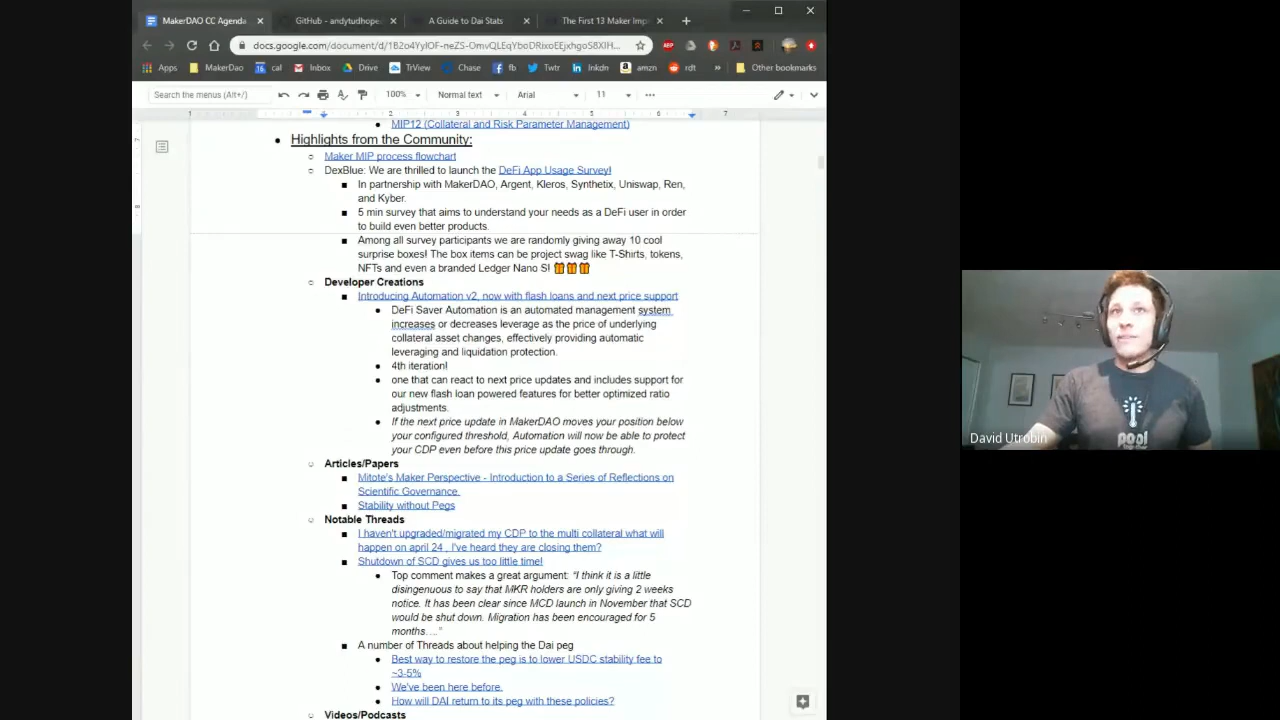 MakerDAO CC Agenda
GitHub - andytudhope
A Guide to Dai Stats
The First 13 Maker Imp
docs.google.com/document/d/
Apps
MakerDao
16
cal
Inbox
Drive
TrView
Chase
fb
Twtr
lnkdn
amzn
rdt
»
Other bookmarks
Search the menus (Alt+/)
100%
Normal text
Arial
11
1
1
2
3
4
5
6
7
MIP12 (Collateral and Risk Parameter Management)
Highlights from the Community:
Maker MIP process flowchart
DexBlue: We are thrilled to launch the DeFi App Usage Survey!
In partnership with MakerDAO, Argent, Kleros, Synthetix, Uniswap, Ren,
and Kyber.
5 min survey that aims to understand your needs as a DeFi user in order
to build even better products.
Among all survey participants we are randomly giving away 10 cool
surprise boxes! The box items can be project swag like T-Shirts, tokens,
NFTs and even a branded Ledger Nano S! 🎁🎁🎁
Developer Creations
Introducing Automation v2, now with flash loans and next price support
DeFi Saver Automation is an automated management system
increases or decreases leverage as the price of underlying
collateral asset changes, effectively providing automatic
leveraging and liquidation protection.
4th iteration!
one that can react to next price updates and includes support for
our new flash loan powered features for better optimized ratio
adjustments.
If the next price update in MakerDAO moves your position below
your configured threshold, Automation will now be able to protect
your CDP even before this price update goes through.
Articles/Papers
Mitote's Maker Perspective - Introduction to a Series of Reflections on
Scientific Governance.
Stability without Pegs
Notable Threads
I haven't upgraded/migrated my CDP to the multi collateral what will
happen on april 24 , I've heard they are closing them?
Shutdown of SCD gives us too little time!
Top comment makes a great argument: "I think it is a little
disingenuous to say that MKR holders are only giving 2 weeks
notice. It has been clear since MCD launch in November that SCD
would be shut down. Migration has been encouraged for 5
months...."
A number of Threads about helping the Dai peg
Best way to restore the peg is to lower USDC stability fee to
~3-5%
We've been here before.
How will DAI return to its peg with these policies?
Videos/Podcasts
David Utrobin
pool